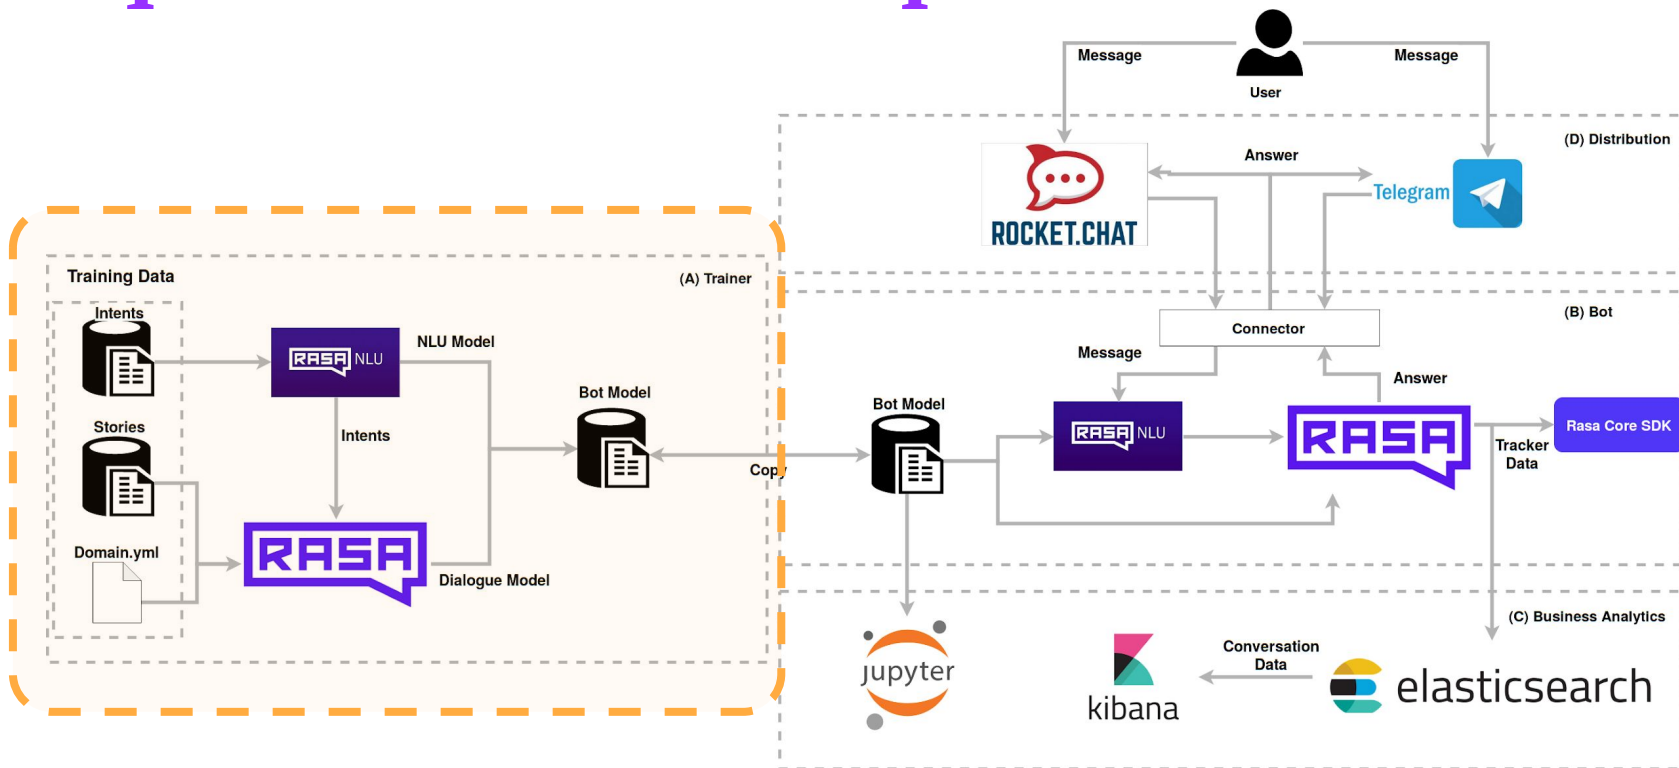 Message
Message
User
(D) Distribution
Answer
Telegram
ROCKET.CHAT
Training Data
(A) Trainer
Intents
RASA NLU
NLU Model
Intents
Stories
Domain.yml
RASA
Dialogue Model
Bot Model
Copy
(B) Bot
Connector
Message
Answer
Bot Model
RASA NLU
RASA
Rasa Core SDK
Tracker
Data
(C) Business Analytics
jupyter
kibana
Conversation
Data
elasticsearch